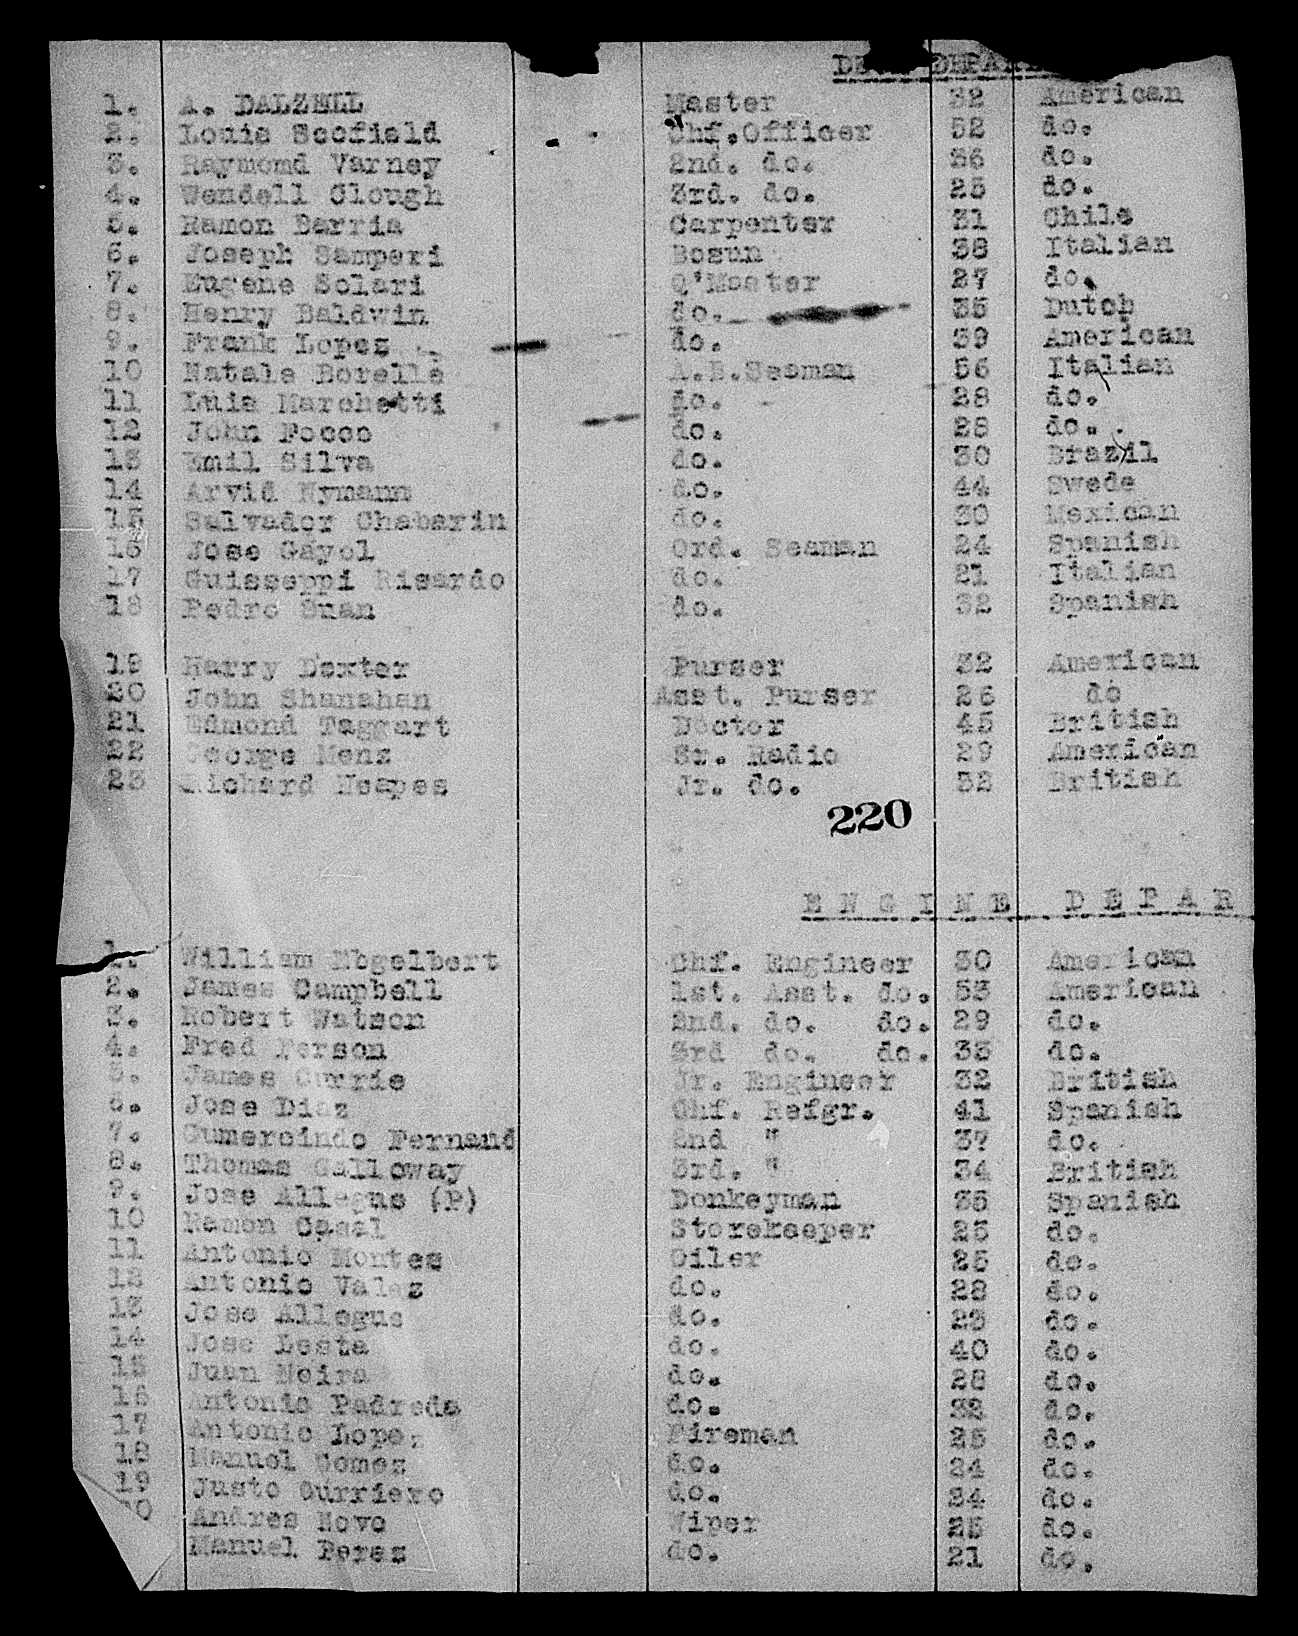 DECK DEPAR
1. A. DALZELL Master 32 American
2. Louis Scofield Chf.Officer 52 do.
3. Raymond Varney 2nd. do. 36 do.
4. Wendell Clough 3rd. do. 25 do.
5. Ramon Barria Carpenter 31 Chile
6. Joseph Samperi Bosun 38 Italian
7. Eugene Solari Q'Master 27 do.
8. Henry Baldwin do. 35 Dutch
9. Frank Lopez do. 39 American
10 Natale Borelle A.B.Seaman 56 Italian
11 Luis Marchetti do. 28 do.
12 John Focco do. 28 do.
13 Emil Silva do. 30 Brazil
14 Arvid Nymann do. 44 Swede
15 Salvador Chabarin do. 30 Mexican
16 Jose Gayol Ord. Seaman 24 Spanish
17 Guisseppi Risardo do. 21 Italian
18 Pedro Suan do. 32 Spanish
19 Harry Dexter Purser 32 American
20 John Shanahan Asst. Purser 26 do
21 Edmond Taggart Doctor 45 British
22 George Menz Sr. Radio 29 American
23 Richard Heapes Jr. do. 32 British
220
E N G I N E D E P A R
1. William Engelbert Chf. Engineer 30 American
2. James Campbell 1st. Asst. do. 53 American
3. Robert Watson 2nd. do. do. 29 do.
4. Fred Person 3rd do. do. 33 do.
5. James Currie Jr. Engineer 32 British
6. Jose Diaz Chf. Refgr. 41 Spanish
7. Gumersindo Fernand 2nd " 37 do.
8. Thomas Galloway 3rd. " 34 British
9. Jose Allegus (P) Donkeyman 35 Spanish
10 Ramon Casal Storekeeper 25 do.
11 Antonio Montes Oiler 25 do.
12 Antonio Valez do. 28 do.
13 Jose Allegue do. 23 do.
14 Jose Lesta do. 40 do.
15 Juan Neira do. 28 do.
16 Antonio Padreda do. 32 do.
17 Antonio Lopez Fireman 25 do.
18 Manuel Gomez do. 24 do.
19 Justo Gurriero do. 24 do.
20 Andres Novo Wiper 25 do.
Manuel Perez do. 21 do.